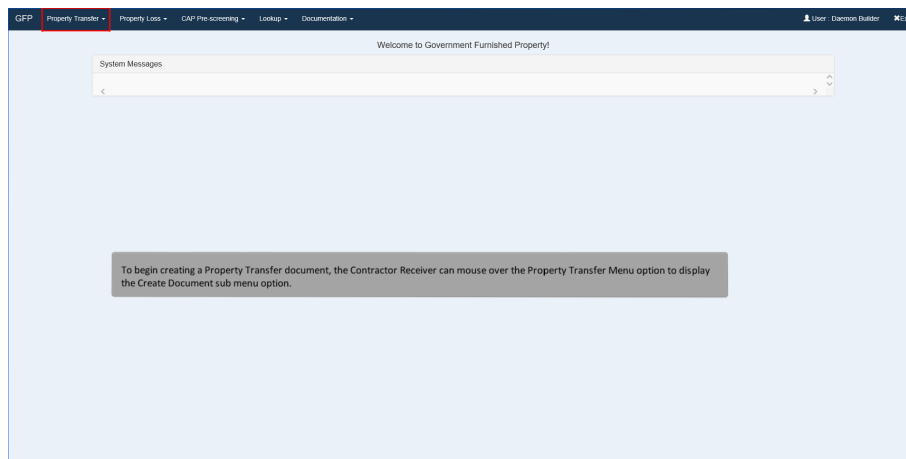 GFP Property Transfer Property Loss CAP Pre-screening Lookup Documentation User : Daemon Builder
Welcome to Government Furnished Property!
System Messages
To begin creating a Property Transfer document, the Contractor Receiver can mouse over the Property Transfer Menu option to display
the Create Document sub menu option.